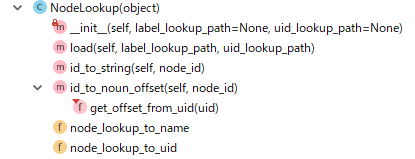 NodeLookup(object)
__init__(self, label_lookup_path=None, uid_lookup_path=None)
load(self, label_lookup_path, uid_lookup_path)
id_to_string(self, node_id)
id_to_noun_offset(self, node_id)
get_offset_from_uid(uid)
node_lookup_to_name
node_lookup_to_uid